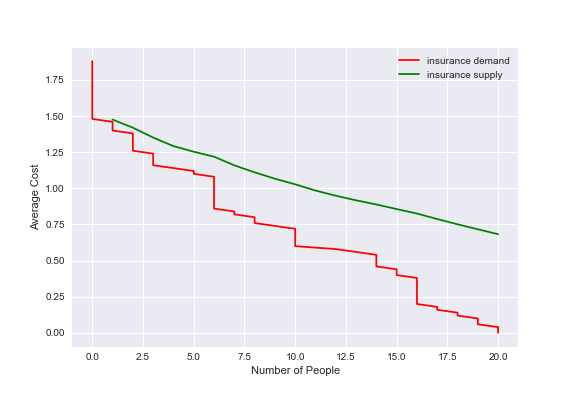 insurance demand
insurance supply
1.75
1.50
1.25
1.00
0.75
0.50
0.25
0.00
Average Cost
0.0 2.5 5.0 7.5 10.0 12.5 15.0 17.5 20.0
Number of People